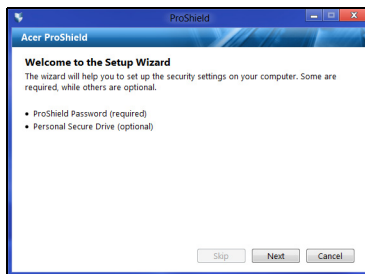 ProShield
Acer ProShield
Welcome to the Setup Wizard
The wizard will help you to set up the security settings on your computer. Some are
required, while others are optional.
• ProShield Password (required)
• Personal Secure Drive (optional)
Skip Next Cancel